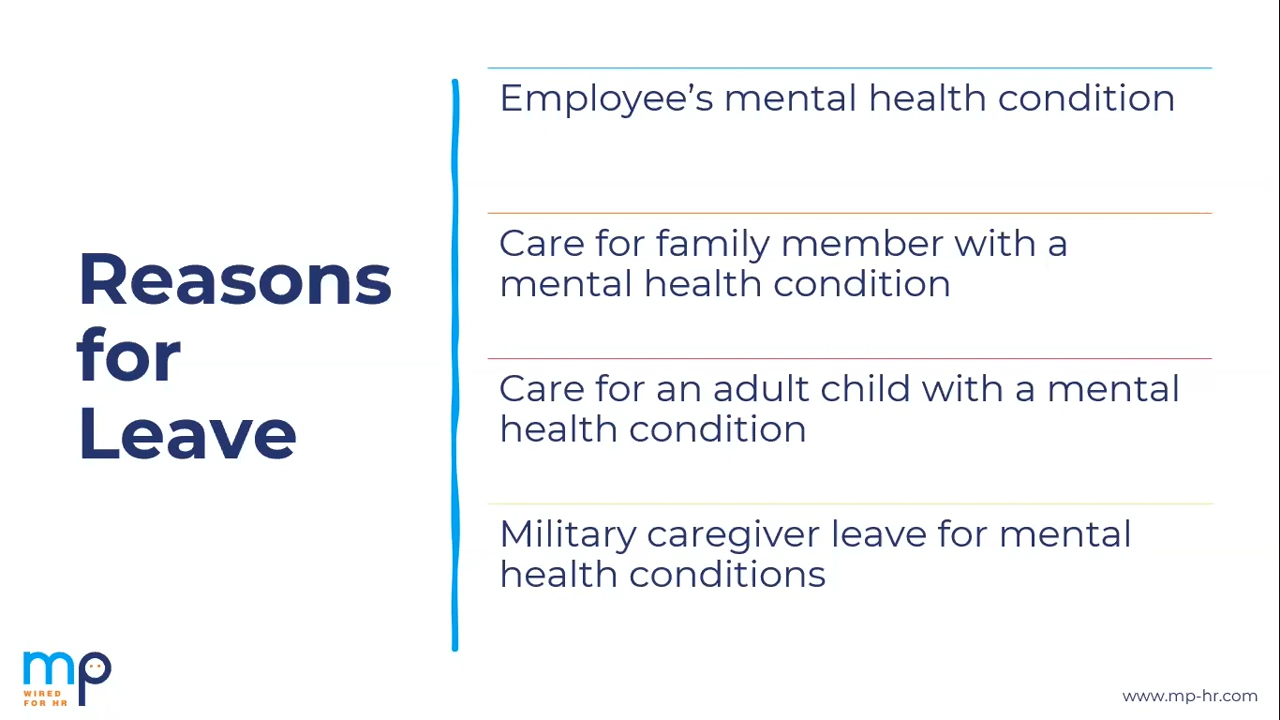 Reasons
for
Leave
Employee’s mental health condition
Care for family member with a
mental health condition
Care for an adult child with a mental
health condition
Military caregiver leave for mental
health conditions
mp
WIRED
FOR HR
www.mp-hr.com